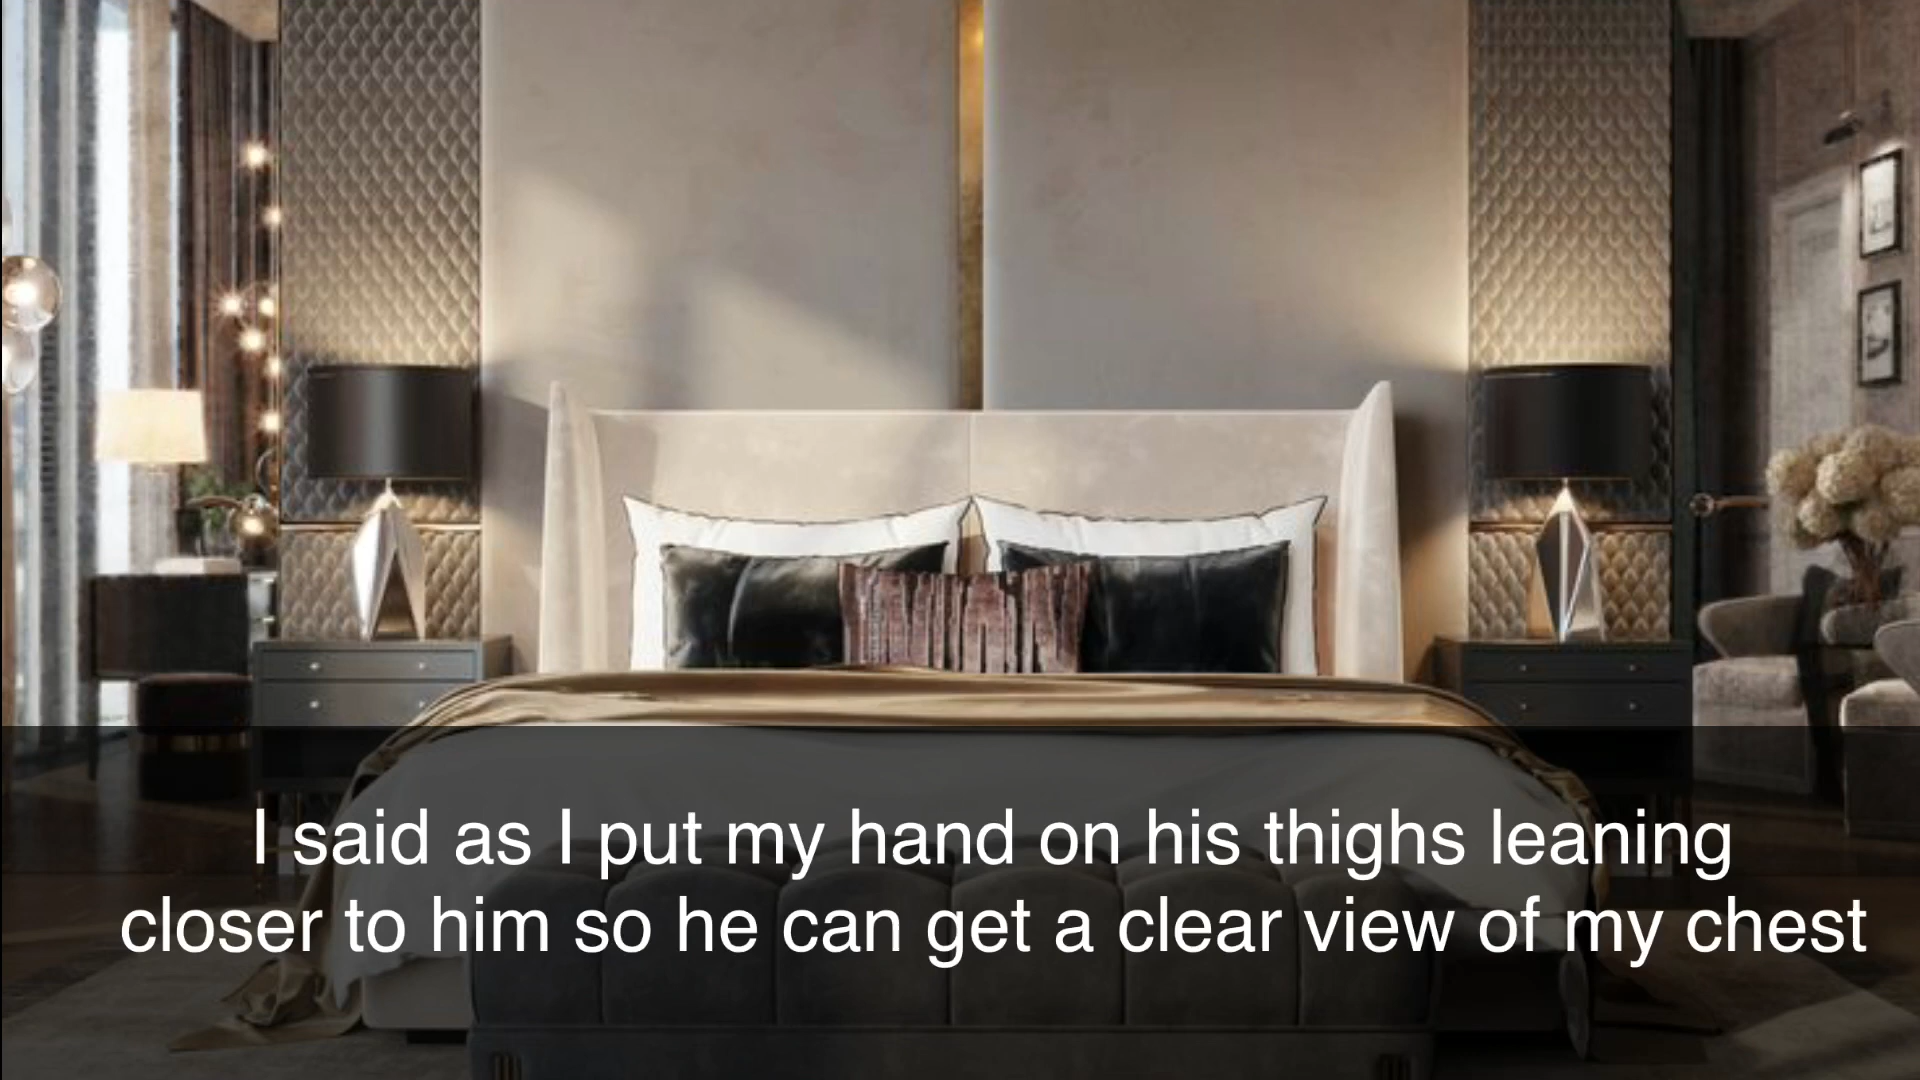 I said as I put my hand on his thighs leaning
closer to him so he can get a clear view of my chest